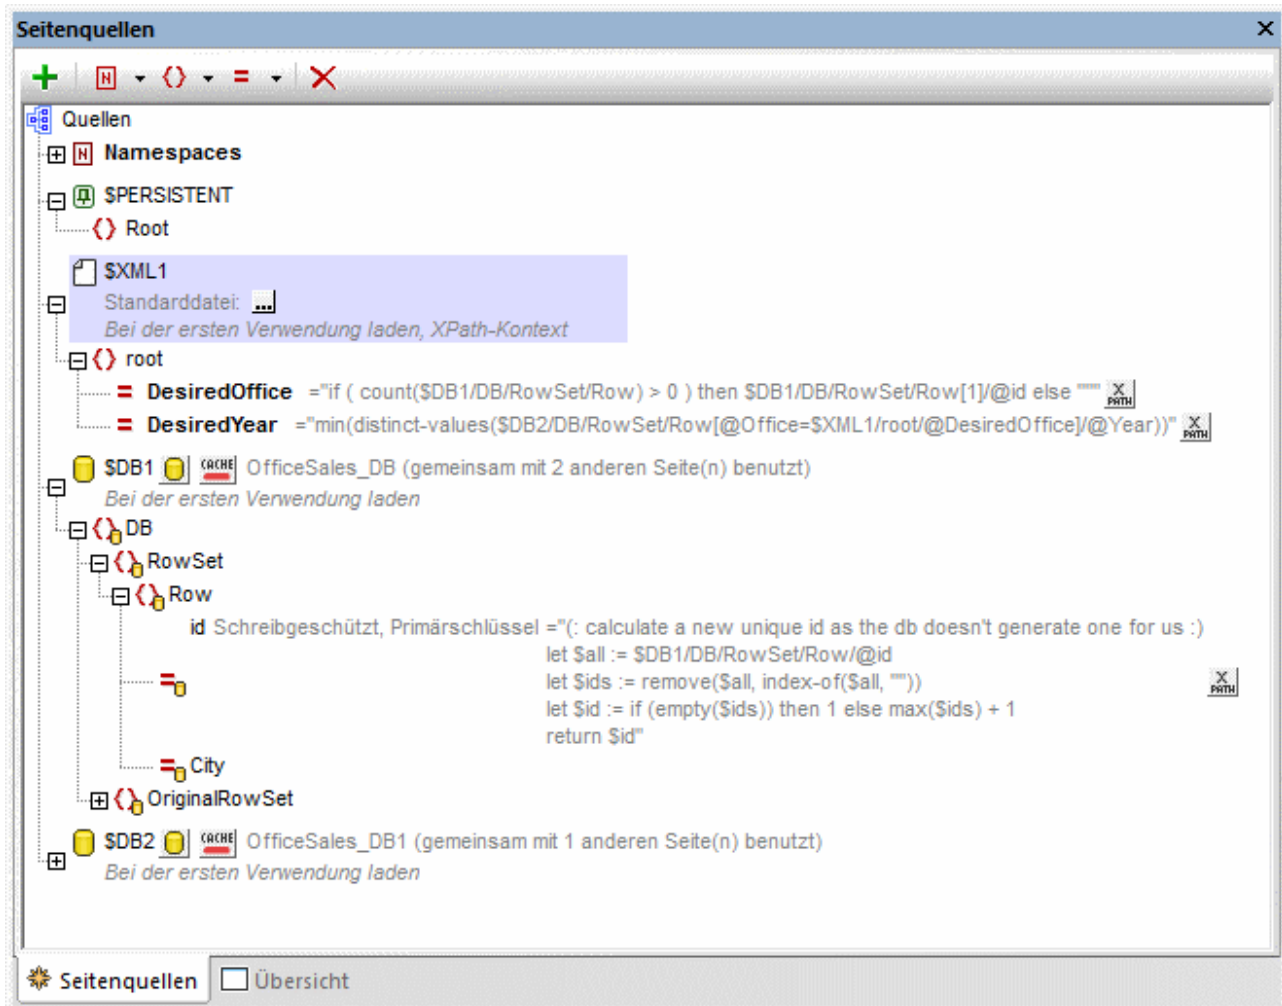 Seitenquellen
Quellen
Namespaces
$PERSISTENT
Root
$XML1
Standarddatei: ...
Bei der ersten Verwendung laden, XPath-Kontext
root
DesiredOffice ="if ( count($DB1/DB/RowSet/Row) > 0 ) then $DB1/DB/RowSet/Row[1]/@id else """" X PATH
DesiredYear ="min(distinct-values($DB2/DB/RowSet/Row[@Office=$XML1/root/@DesiredOffice]/@Year))" X PATH
$DB1 CACHE OfficeSales_DB (gemeinsam mit 2 anderen Seite(n) benutzt)
Bei der ersten Verwendung laden
DB
RowSet
Row
id Schreibgeschützt, Primärschlüssel ="(: calculate a new unique id as the db doesn't generate one for us :)
let $all := $DB1/DB/RowSet/Row/@id
let $ids := remove($all, index-of($all, ""))
let $id := if (empty($ids)) then 1 else max($ids) + 1
return $id"
X PATH
City
OriginalRowSet
$DB2 CACHE OfficeSales_DB1 (gemeinsam mit 1 anderen Seite(n) benutzt)
Bei der ersten Verwendung laden
Seitenquellen Übersicht